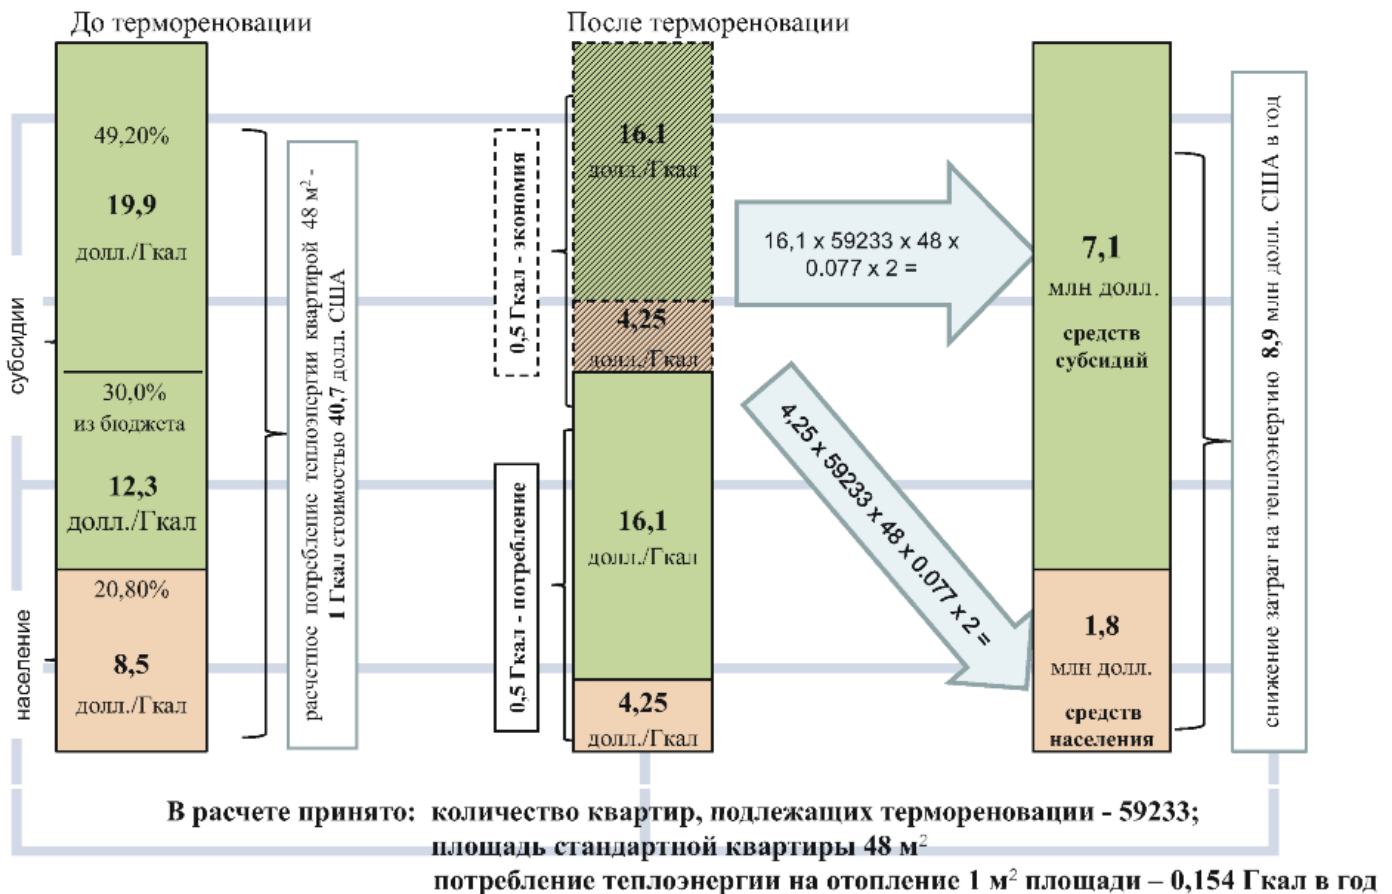 До термореновации
После термореновации
49,20%
19,9
долл./Гкал
30,0%
из бюджета
12,3
долл./Гкал
20,80%
8,5
долл./Гкал
субсидии
население
расчетное потребление теплоэнергии квартирой 48 м² -
1 Гкал стоимостью 40,7 долл. США
0,5 Гкал - экономия
0,5 Гкал - потребление
16,1
долл./Гкал
4,25
долл./Гкал
16,1
долл./Гкал
4,25
долл./Гкал
16,1 x 59233 x 48 x
0.077 x 2 =
4,25 x 59233 x 48 x 0.077 x 2 =
7,1
млн долл.
средств
субсидий
1,8
млн долл.
средств
населения
снижение затрат на теплоэнергию 8,9 млн долл. США в год
В расчете принято: количество квартир, подлежащих термореновации - 59233;
площадь стандартной квартиры 48 м²
потребление теплоэнергии на отопление 1 м² площади – 0,154 Гкал в год